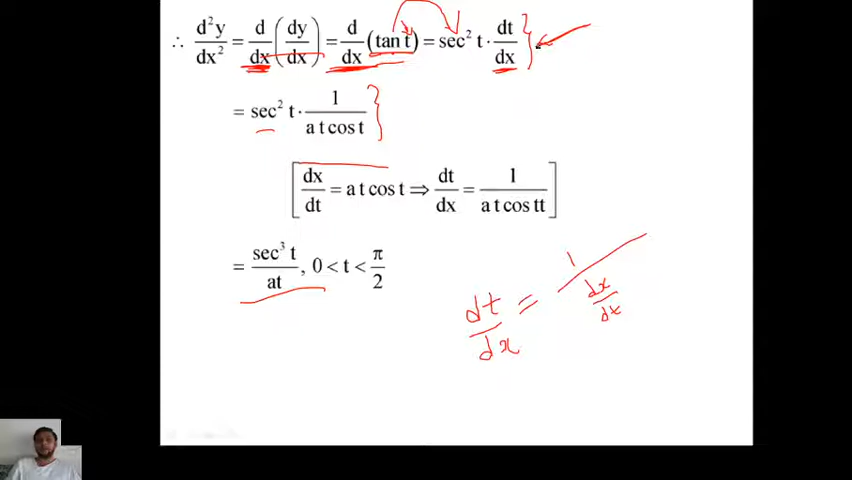 ∴ d²y/dx² = d/dx (dy/dx) = d/dx (tan t) = sec² t · dt/dx }
= sec² t · 1/(a t cos t) }
[ dx/dt = a t cos t ⇒ dt/dx = 1/(a t cos tt) ]
= sec³ t/at , 0 < t < π/2
dt/dx = 1/(dx/dt)